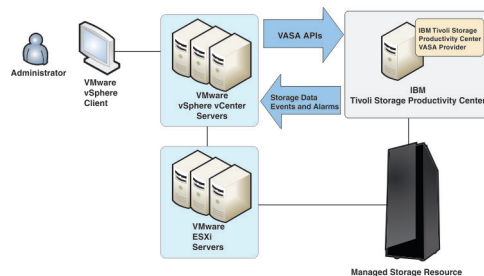 Administrator
VMware
vSphere
Client
VMware
vSphere vCenter
Servers
VASA APIs
Storage Data
Events and Alarms
IBM Tivoli Storage
Productivity Center
VASA Provider
IBM
Tivoli Storage Productivity Center
VMware
ESXi
Servers
Managed Storage Resource